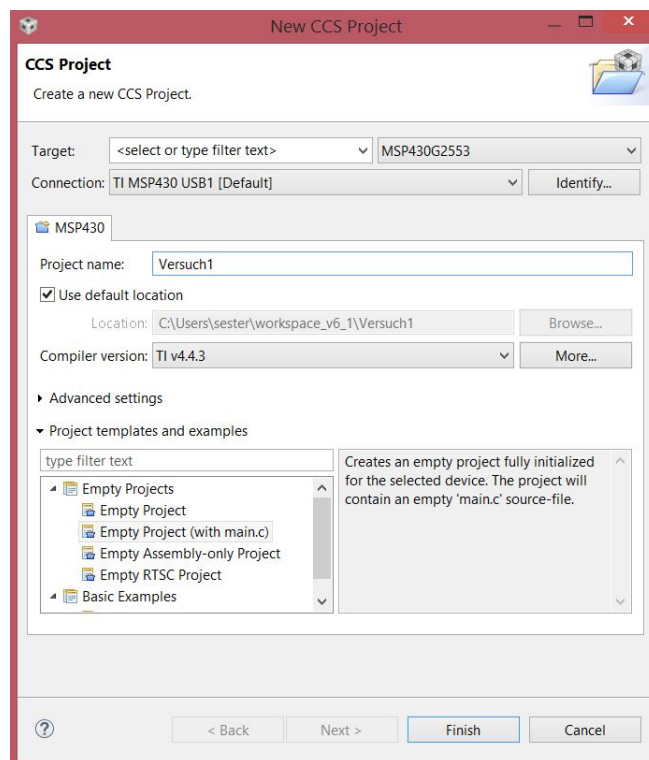 New CCS Project
CCS Project
Create a new CCS Project.
Target: <select or type filter text> MSP430G2553
Connection: TI MSP430 USB1 [Default] Identify...
MSP430
Project name: Versuch1
Use default location
Location: C:\Users\sester\workspace_v6_1\Versuch1 Browse...
Compiler version: TI v4.4.3 More...
Advanced settings
Project templates and examples
type filter text
Empty Projects
Empty Project
Empty Project (with main.c)
Empty Assembly-only Project
Empty RTSC Project
Basic Examples
Creates an empty project fully initialized
for the selected device. The project will
contain an empty 'main.c' source-file.
? < Back Next > Finish Cancel